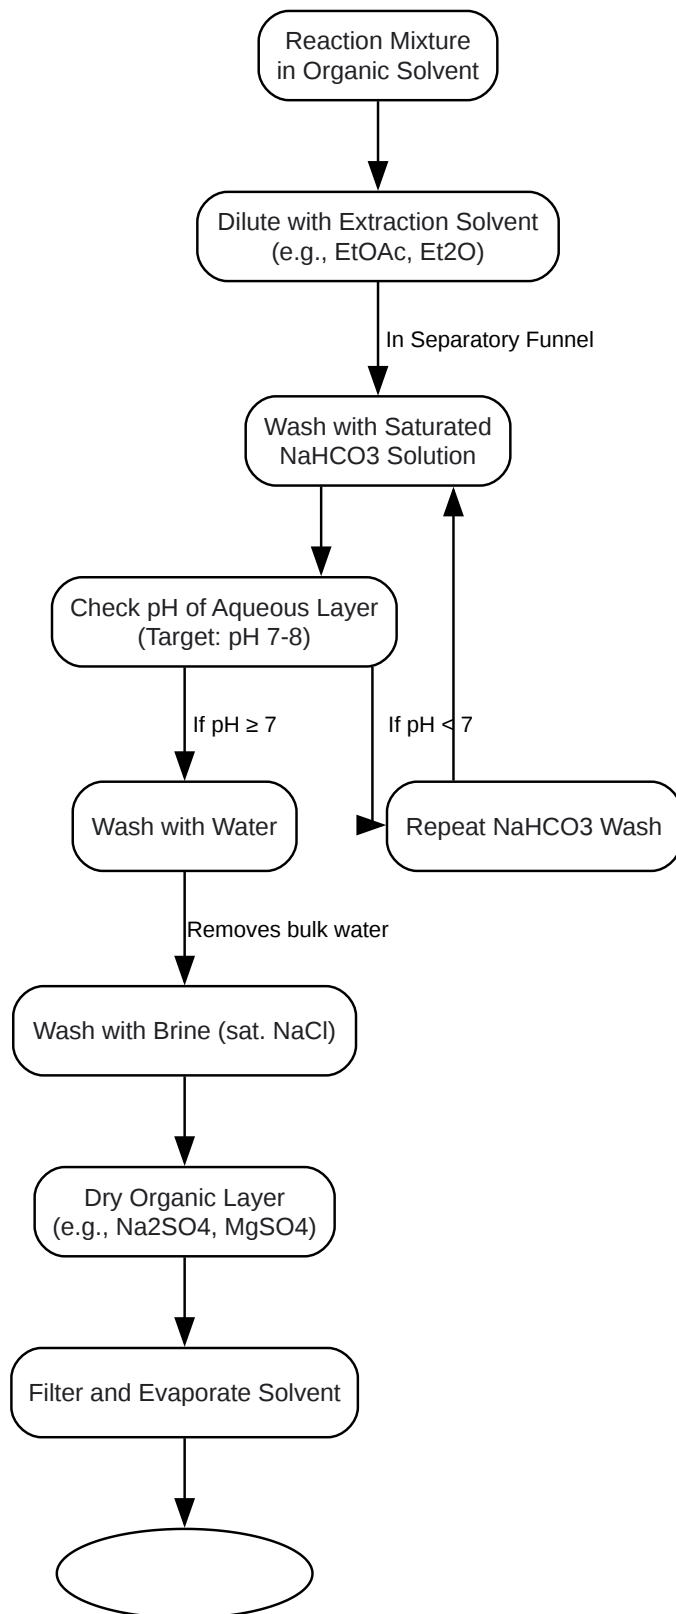 Reaction Mixture
in Organic Solvent
Dilute with Extraction Solvent
(e.g., EtOAc, Et2O)
In Separatory Funnel
Wash with Saturated
NaHCO3 Solution
Check pH of Aqueous Layer
(Target: pH 7-8)
If pH ≥ 7
If pH < 7
Wash with Water
Repeat NaHCO3 Wash
Removes bulk water
Wash with Brine (sat. NaCl)
Dry Organic Layer
(e.g., Na2SO4, MgSO4)
Filter and Evaporate Solvent